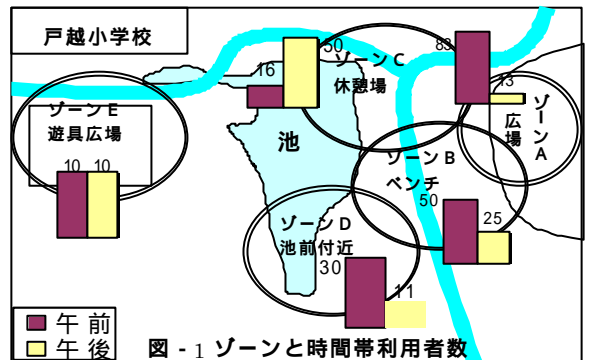 戸越小学校
50
83
16
ゾーンC
休憩場
13
ゾーンE
遊具広場
池
ゾーンB
ベンチ
ゾーンA
広場
10 10
50
25
ゾーンD
池前付近
30
11
午前
午後
図 - 1 ゾーンと時間帯利用者数